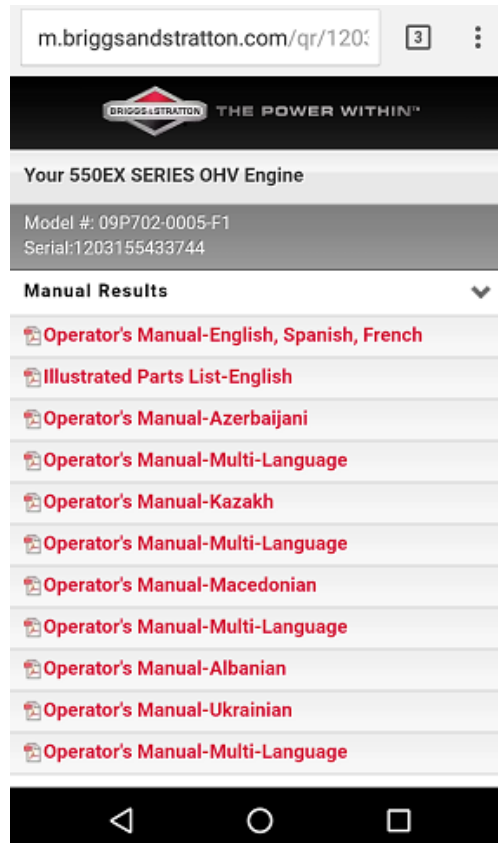 m.briggsandstratton.com/qr/1203
3
BRIGGS&STRATTON THE POWER WITHIN™
Your 550EX SERIES OHV Engine
Model #: 09P702-0005-F1
Serial:1203155433744
Manual Results
Operator's Manual-English, Spanish, French
Illustrated Parts List-English
Operator's Manual-Azerbaijani
Operator's Manual-Multi-Language
Operator's Manual-Kazakh
Operator's Manual-Multi-Language
Operator's Manual-Macedonian
Operator's Manual-Multi-Language
Operator's Manual-Albanian
Operator's Manual-Ukrainian
Operator's Manual-Multi-Language